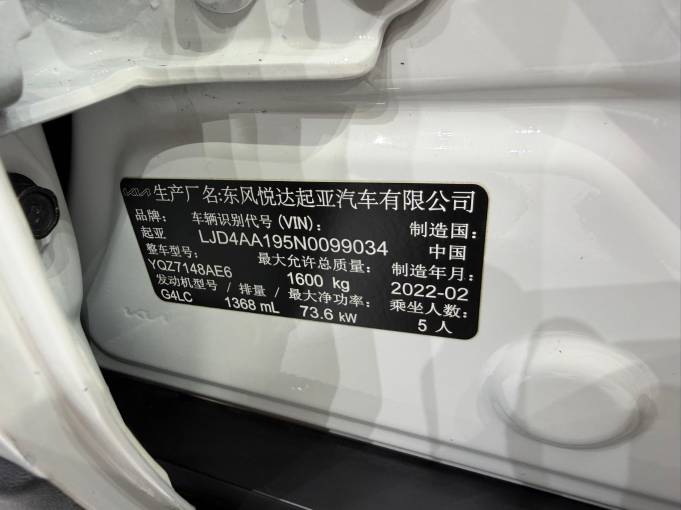 KIA 生产厂名:东风悦达起亚汽车有限公司
品牌: 车辆识别代号(VIN): 制造国:
起亚 LJD4AA195N0099034 中国
整车型号: 最大允许总质量: 制造年月:
YQZ7148AE6 1600 kg 2022-02
发动机型号 / 排量 / 最大净功率: 乘坐人数:
G4LC 1368 mL 73.6 kW 5 人